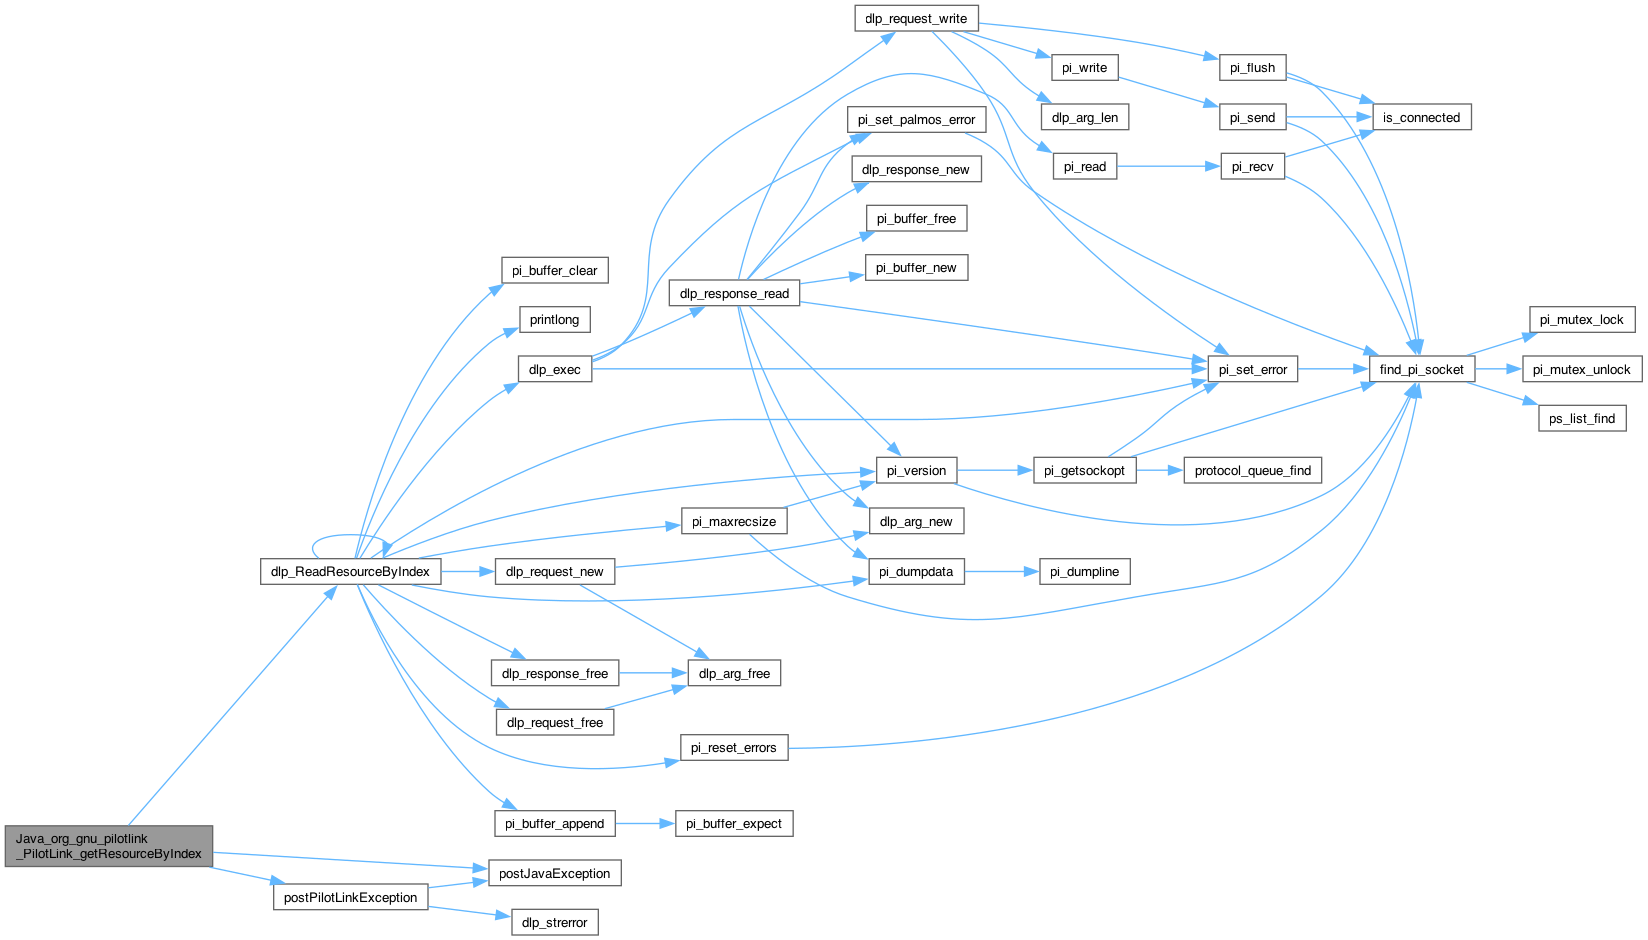 dlp_request_write
pi_write
pi_flush
dlp_arg_len
pi_send
is_connected
pi_set_palmos_error
pi_read
pi_recv
dlp_response_new
pi_buffer_free
pi_buffer_new
pi_buffer_clear
dlp_response_read
printlong
pi_mutex_lock
dlp_exec
pi_set_error
find_pi_socket
pi_mutex_unlock
ps_list_find
pi_version
pi_getsockopt
protocol_queue_find
pi_maxrecsize
dlp_arg_new
dlp_ReadResourceByIndex
dlp_request_new
pi_dumpdata
pi_dumpline
dlp_response_free
dlp_arg_free
dlp_request_free
pi_reset_errors
pi_buffer_append
pi_buffer_expect
Java_org_gnu_pilotlink
_PilotLink_getResourceByIndex
postJavaException
postPilotLinkException
dlp_strerror